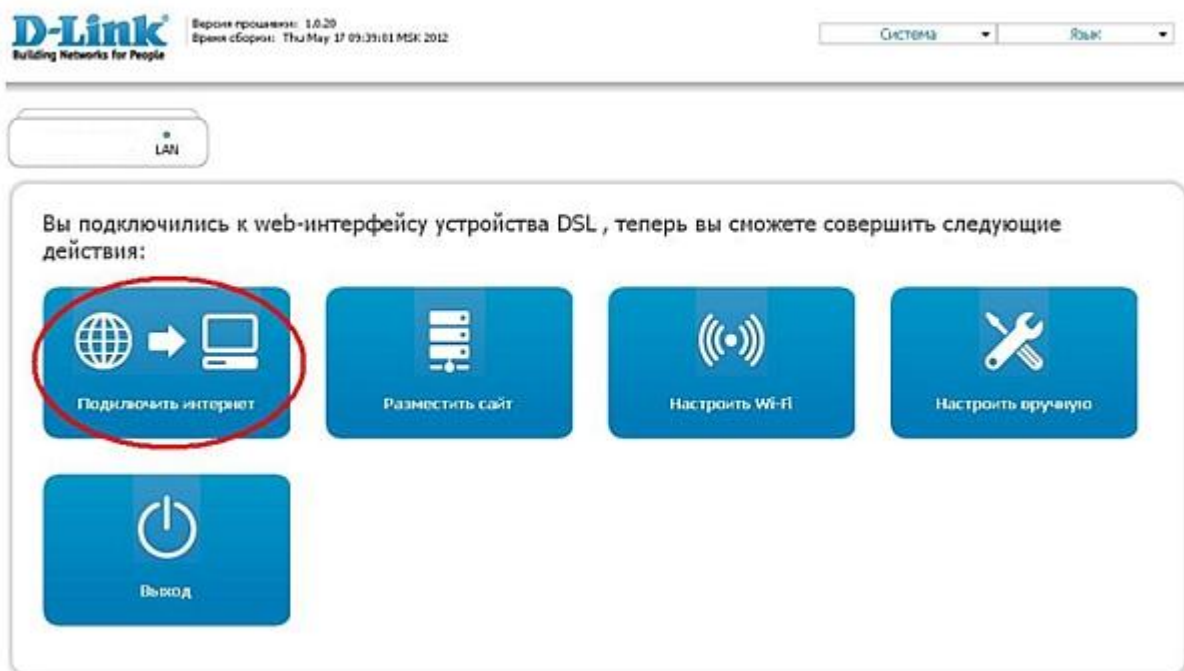 D-Link
Building Networks for People
Версия прошивки: 1.0.20
Время сборки: Thu May 17 09:39:01 MSK 2012
Система
Язык
LAN
Вы подключились к web-интерфейсу устройства DSL , теперь вы сможете совершить следующие
действия:
Подключить интернет
Разместить сайт
Настроить Wi-Fi
Настроить вручную
Выход